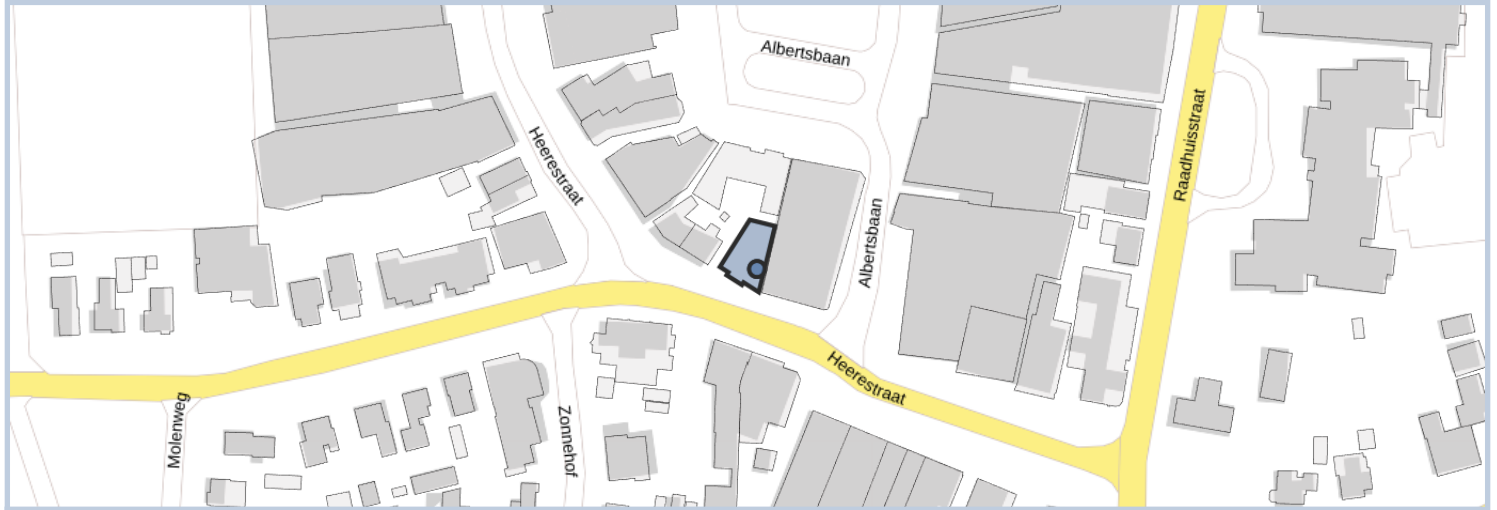 Albertsbaan
Heerestraat
Raadhuisstraat
Albertsbaan
Heerestraat
Molenweg
Zonnehof